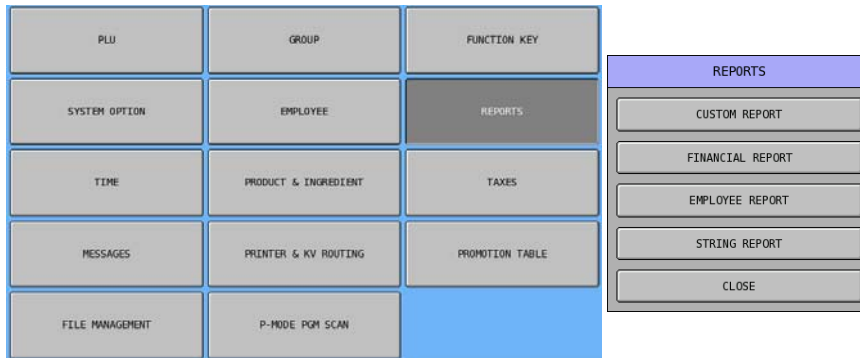 PLU
GROUP
FUNCTION KEY
SYSTEM OPTION
EMPLOYEE
REPORTS
TIME
PRODUCT & INGREDIENT
TAXES
MESSAGES
PRINTER & KV ROUTING
PROMOTION TABLE
FILE MANAGEMENT
P-MODE PGM SCAN
REPORTS
CUSTOM REPORT
FINANCIAL REPORT
EMPLOYEE REPORT
STRING REPORT
CLOSE